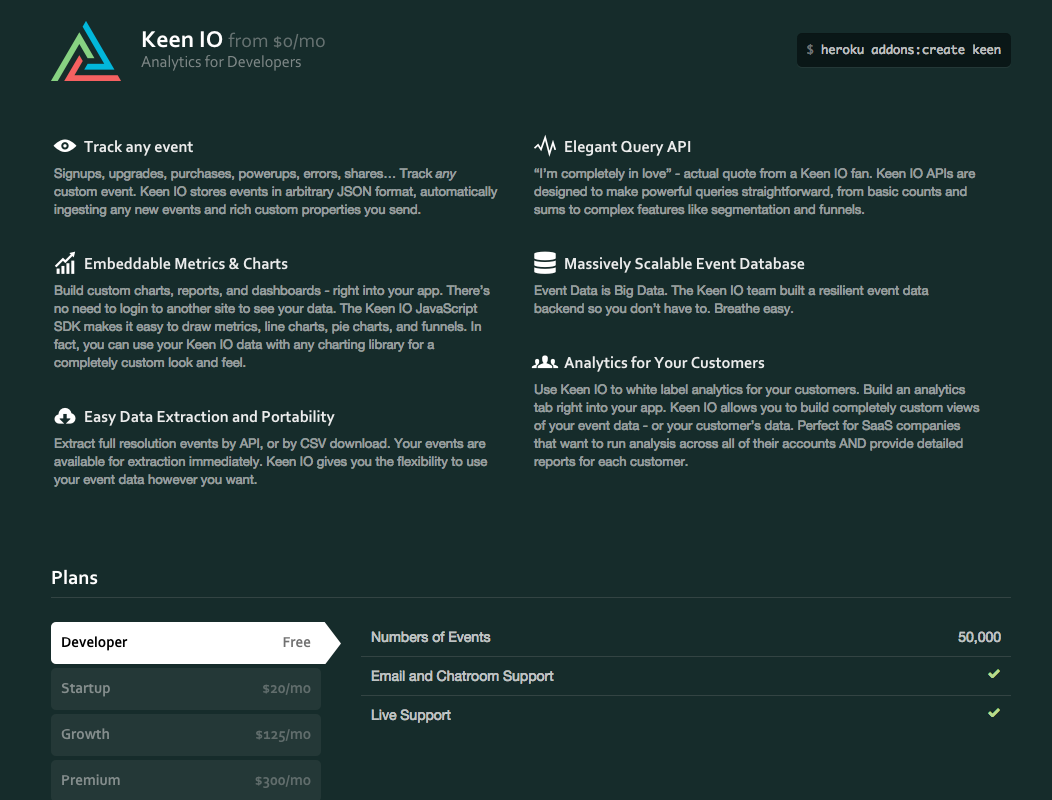 Keen IO from $0/mo
Analytics for Developers
$ heroku addons:create keen
Track any event
Signups, upgrades, purchases, powerups, errors, shares... Track any
custom event. Keen IO stores events in arbitrary JSON format, automatically
ingesting any new events and rich custom properties you send.
Embeddable Metrics & Charts
Build custom charts, reports, and dashboards - right into your app. There’s
no need to login to another site to see your data. The Keen IO JavaScript
SDK makes it easy to draw metrics, line charts, pie charts, and funnels. In
fact, you can use your Keen IO data with any charting library for a
completely custom look and feel.
Easy Data Extraction and Portability
Extract full resolution events by API, or by CSV download. Your events are
available for extraction immediately. Keen IO gives you the flexibility to use
your event data however you want.
Elegant Query API
“I’m completely in love” - actual quote from a Keen IO fan. Keen IO APIs are
designed to make powerful queries straightforward, from basic counts and
sums to complex features like segmentation and funnels.
Massively Scalable Event Database
Event Data is Big Data. The Keen IO team built a resilient event data
backend so you don’t have to. Breathe easy.
Analytics for Your Customers
Use Keen IO to white label analytics for your customers. Build an analytics
tab right into your app. Keen IO allows you to build completely custom views
of your event data - or your customer’s data. Perfect for SaaS companies
that want to run analysis across all of their accounts AND provide detailed
reports for each customer.
Plans
Developer Free
Startup $20/mo
Growth $125/mo
Premium $300/mo
Numbers of Events 50,000
Email and Chatroom Support
Live Support